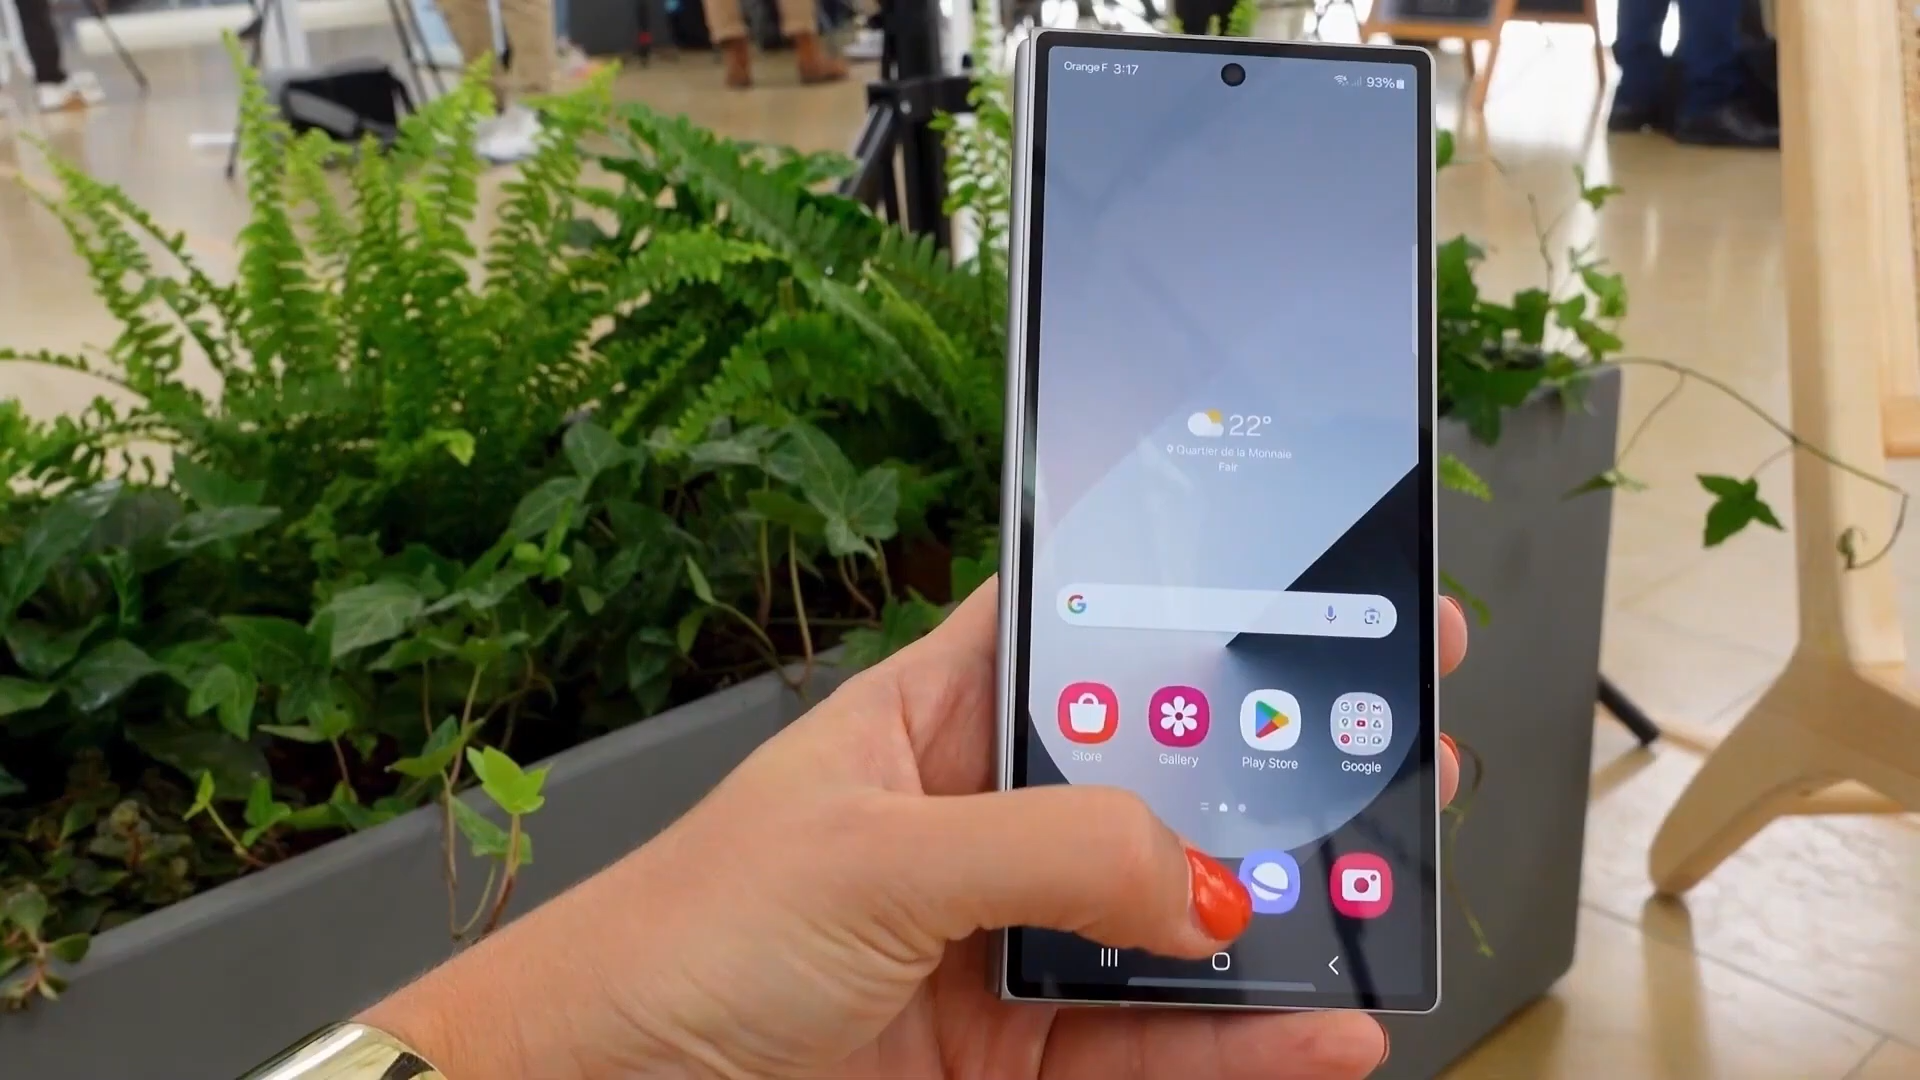 Orange F 3:17
93%
22°
Quartier de la Monnaie
Fair
G
Store
Gallery
Play Store
Google